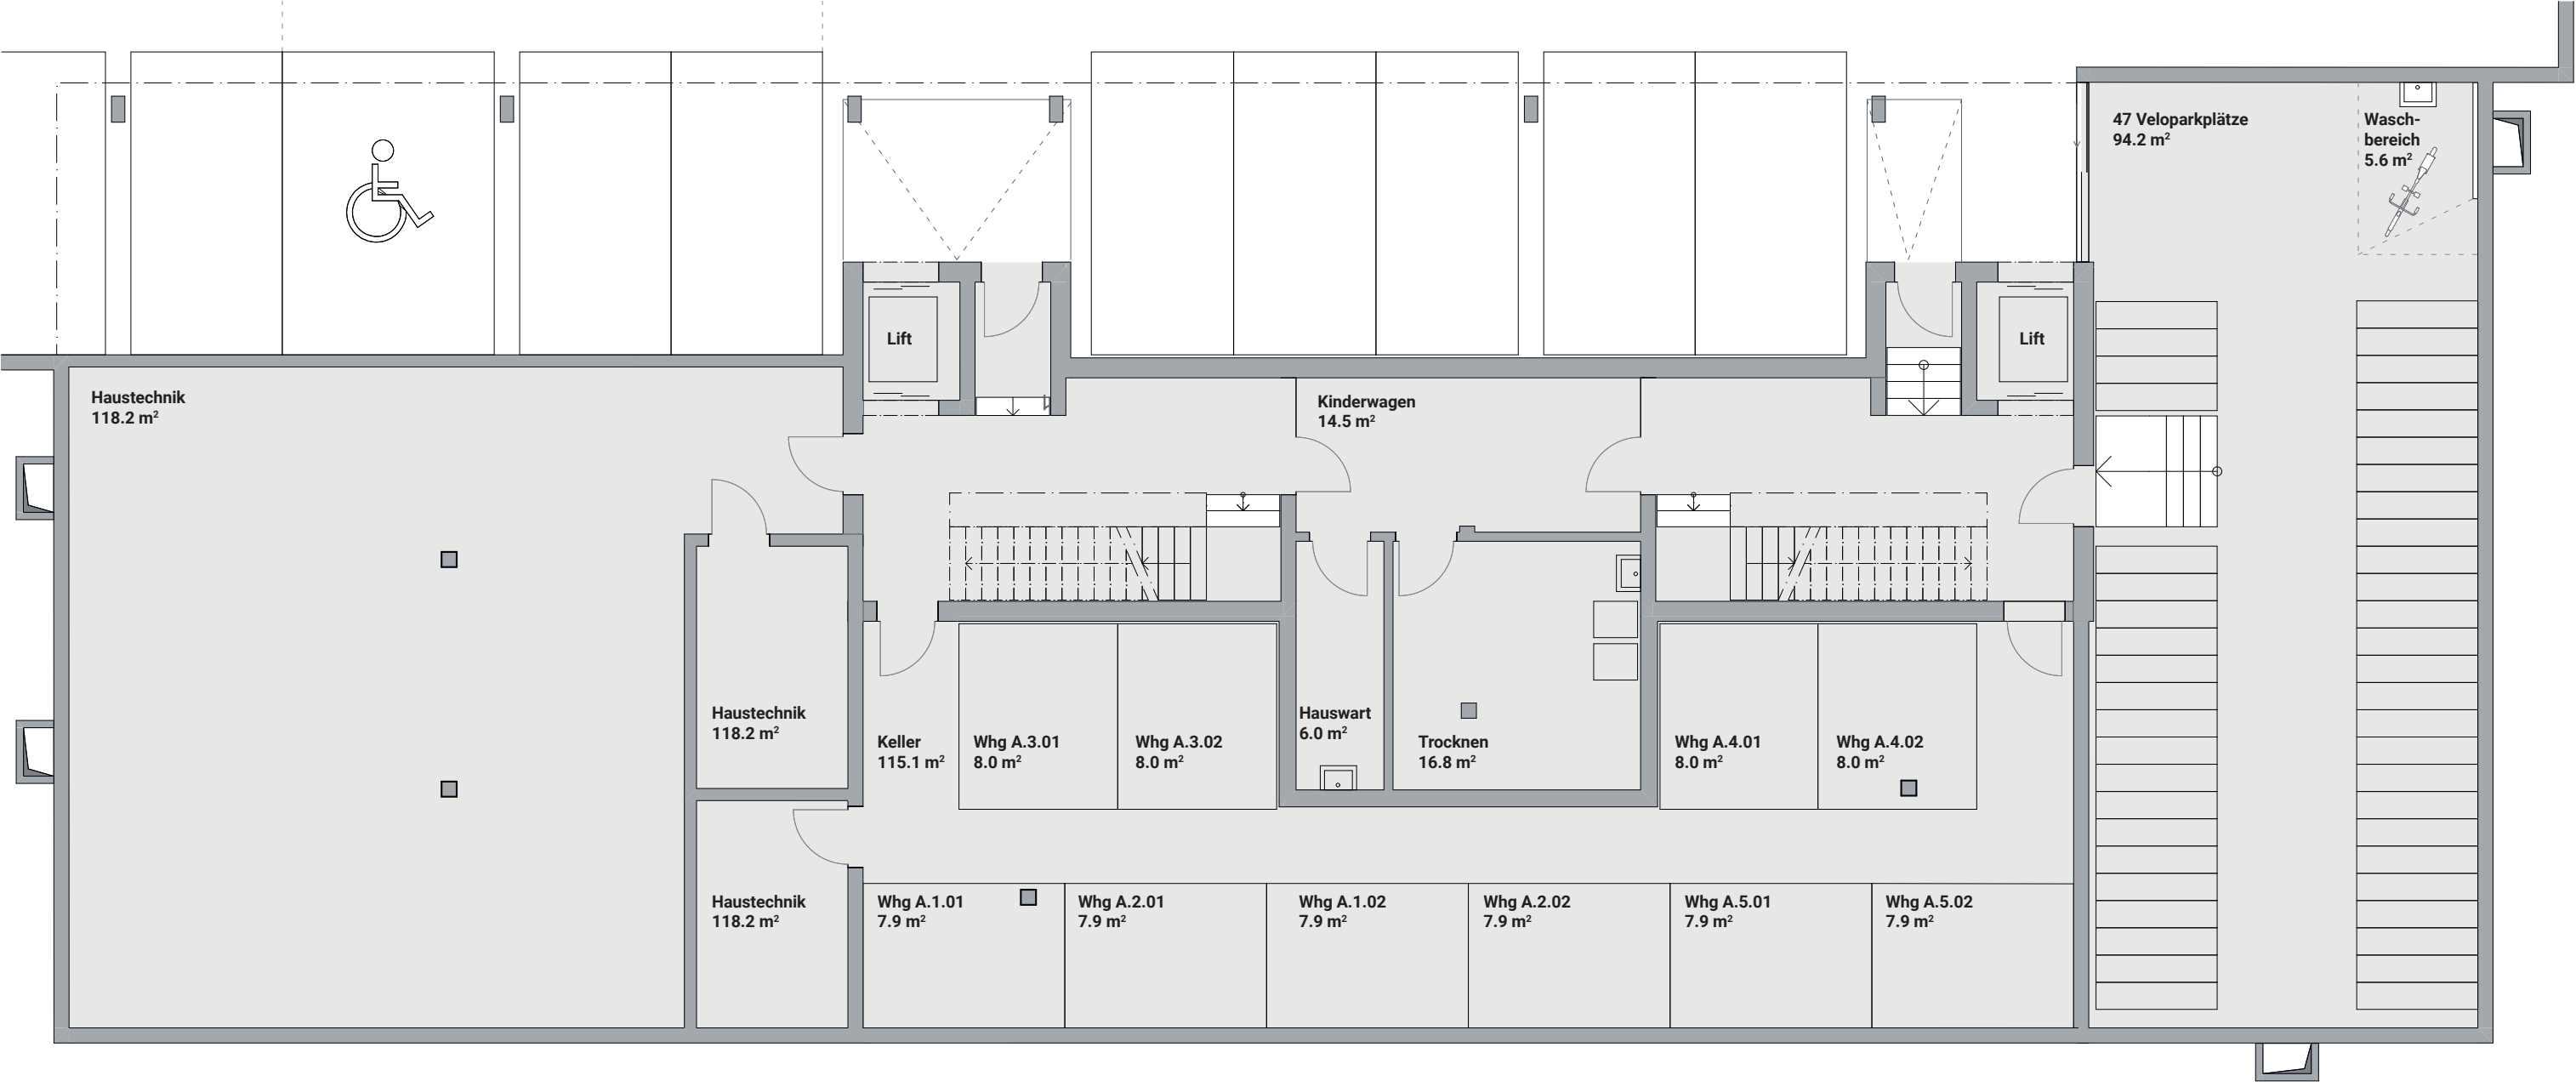 47 Veloparkplätze
94.2 m²
Wasch-
bereich
5.6 m²
Lift
Lift
Haustechnik
118.2 m²
Kinderwagen
14.5 m²
Haustechnik
118.2 m²
Keller
115.1 m²
Whg A.3.01
8.0 m²
Whg A.3.02
8.0 m²
Hauswart
6.0 m²
Trocknen
16.8 m²
Whg A.4.01
8.0 m²
Whg A.4.02
8.0 m²
Haustechnik
118.2 m²
Whg A.1.01
7.9 m²
Whg A.2.01
7.9 m²
Whg A.1.02
7.9 m²
Whg A.2.02
7.9 m²
Whg A.5.01
7.9 m²
Whg A.5.02
7.9 m²